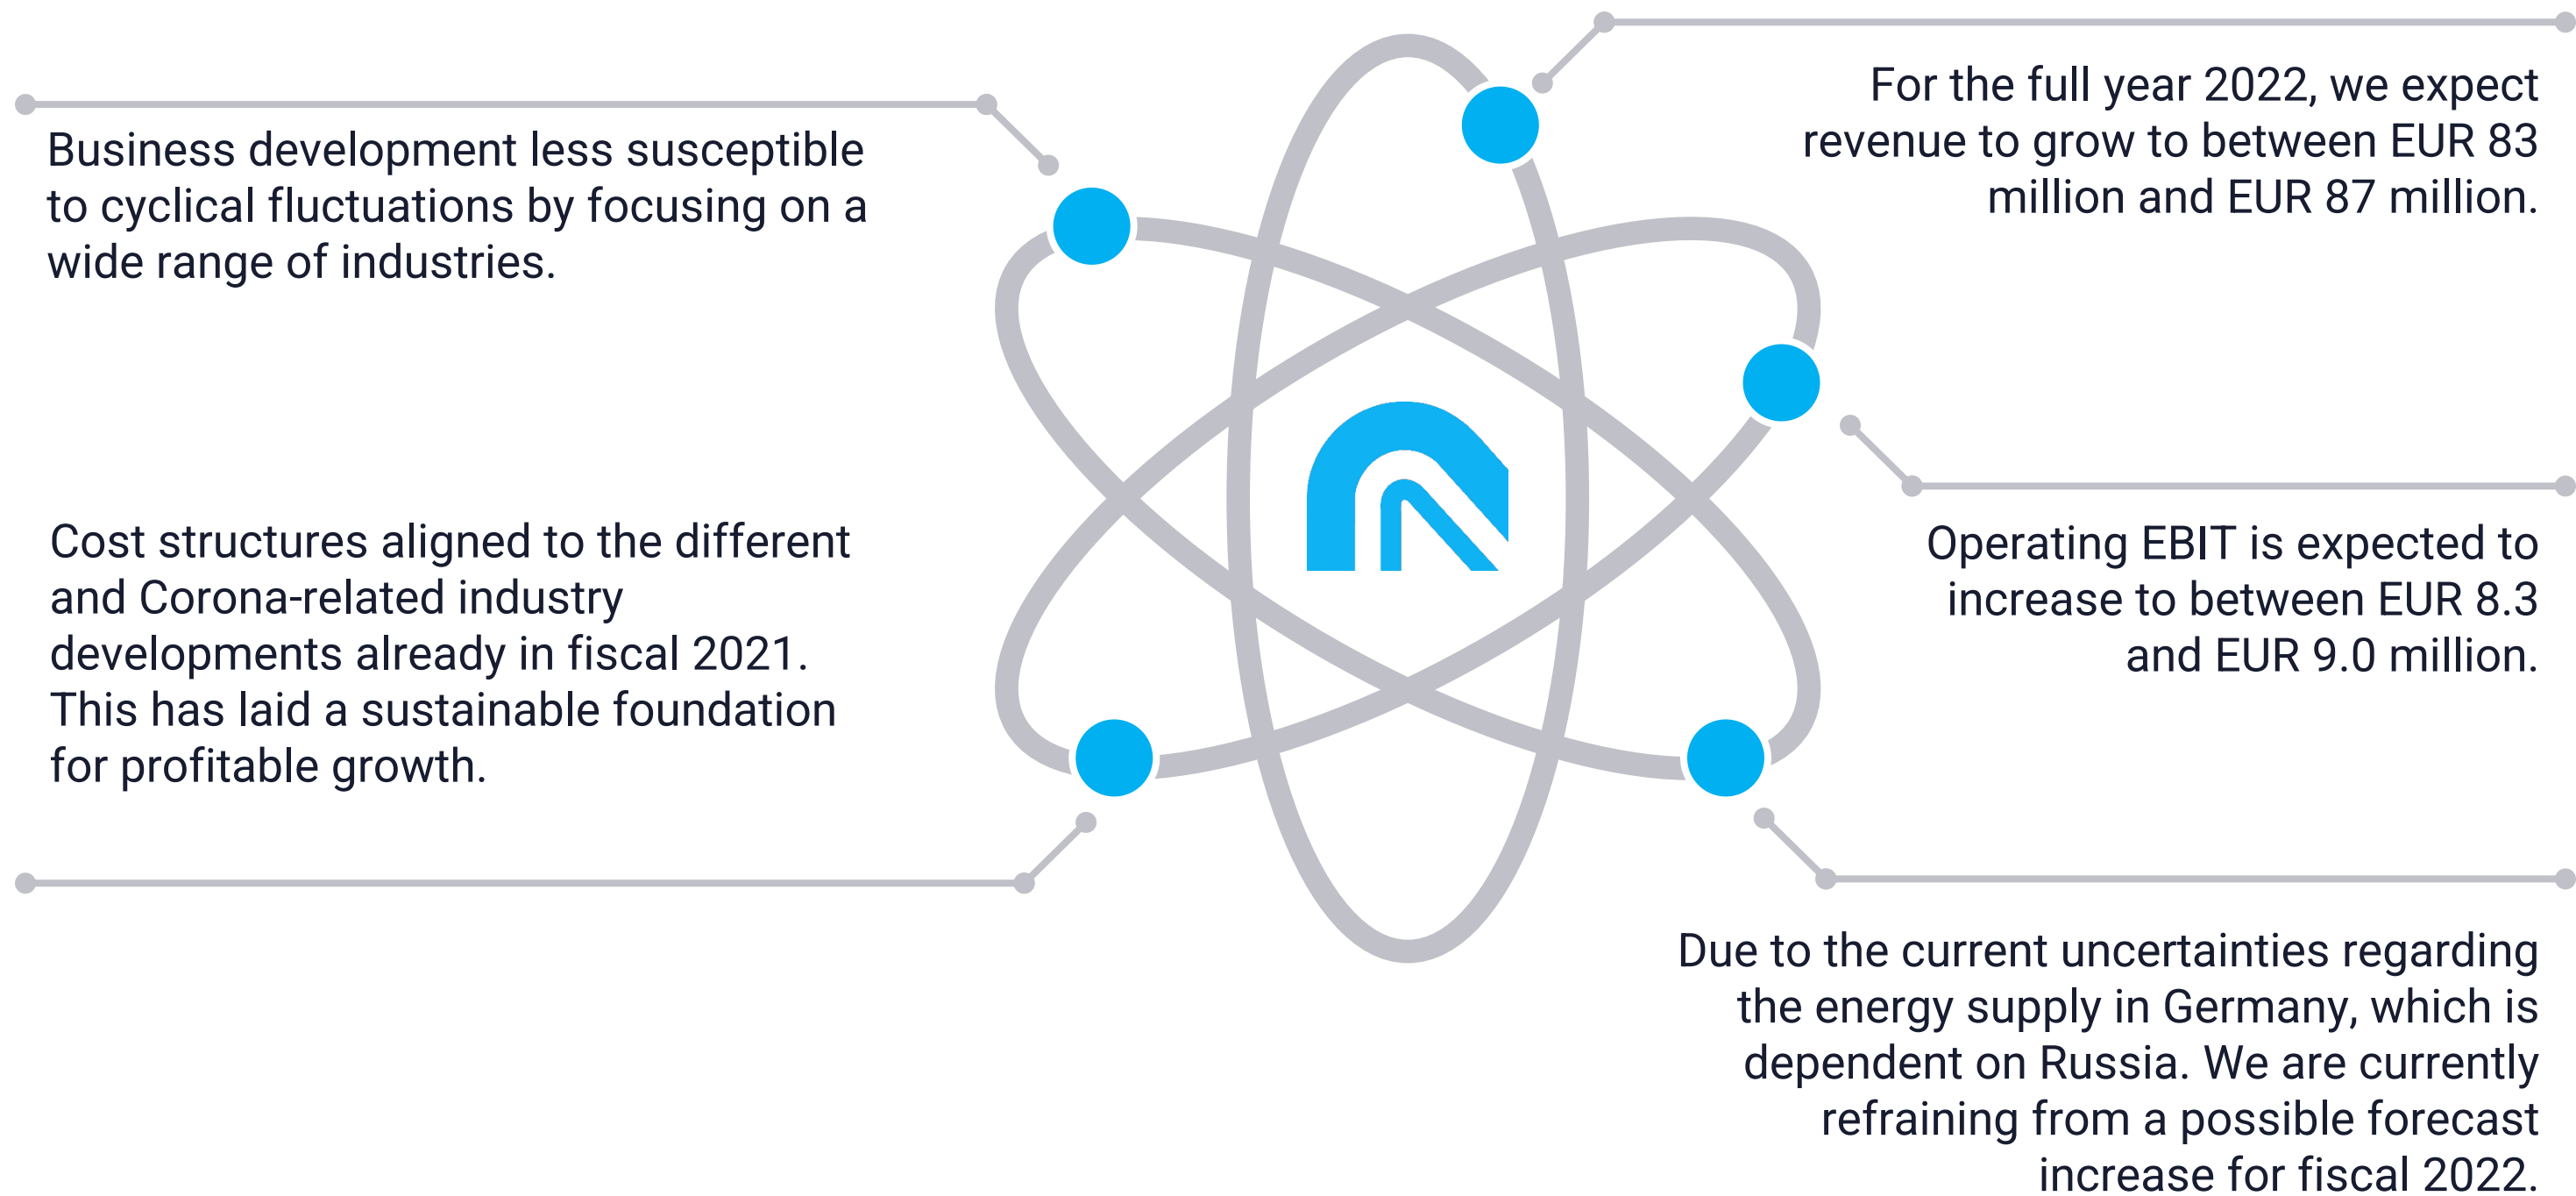 Business development less susceptible
to cyclical fluctuations by focusing on a
wide range of industries.
Cost structures aligned to the different
and Corona-related industry
developments already in fiscal 2021.
This has laid a sustainable foundation
for profitable growth.
For the full year 2022, we expect
revenue to grow to between EUR 83
million and EUR 87 million.
Operating EBIT is expected to
increase to between EUR 8.3
and EUR 9.0 million.
Due to the current uncertainties regarding
the energy supply in Germany, which is
dependent on Russia. We are currently
refraining from a possible forecast
increase for fiscal 2022.